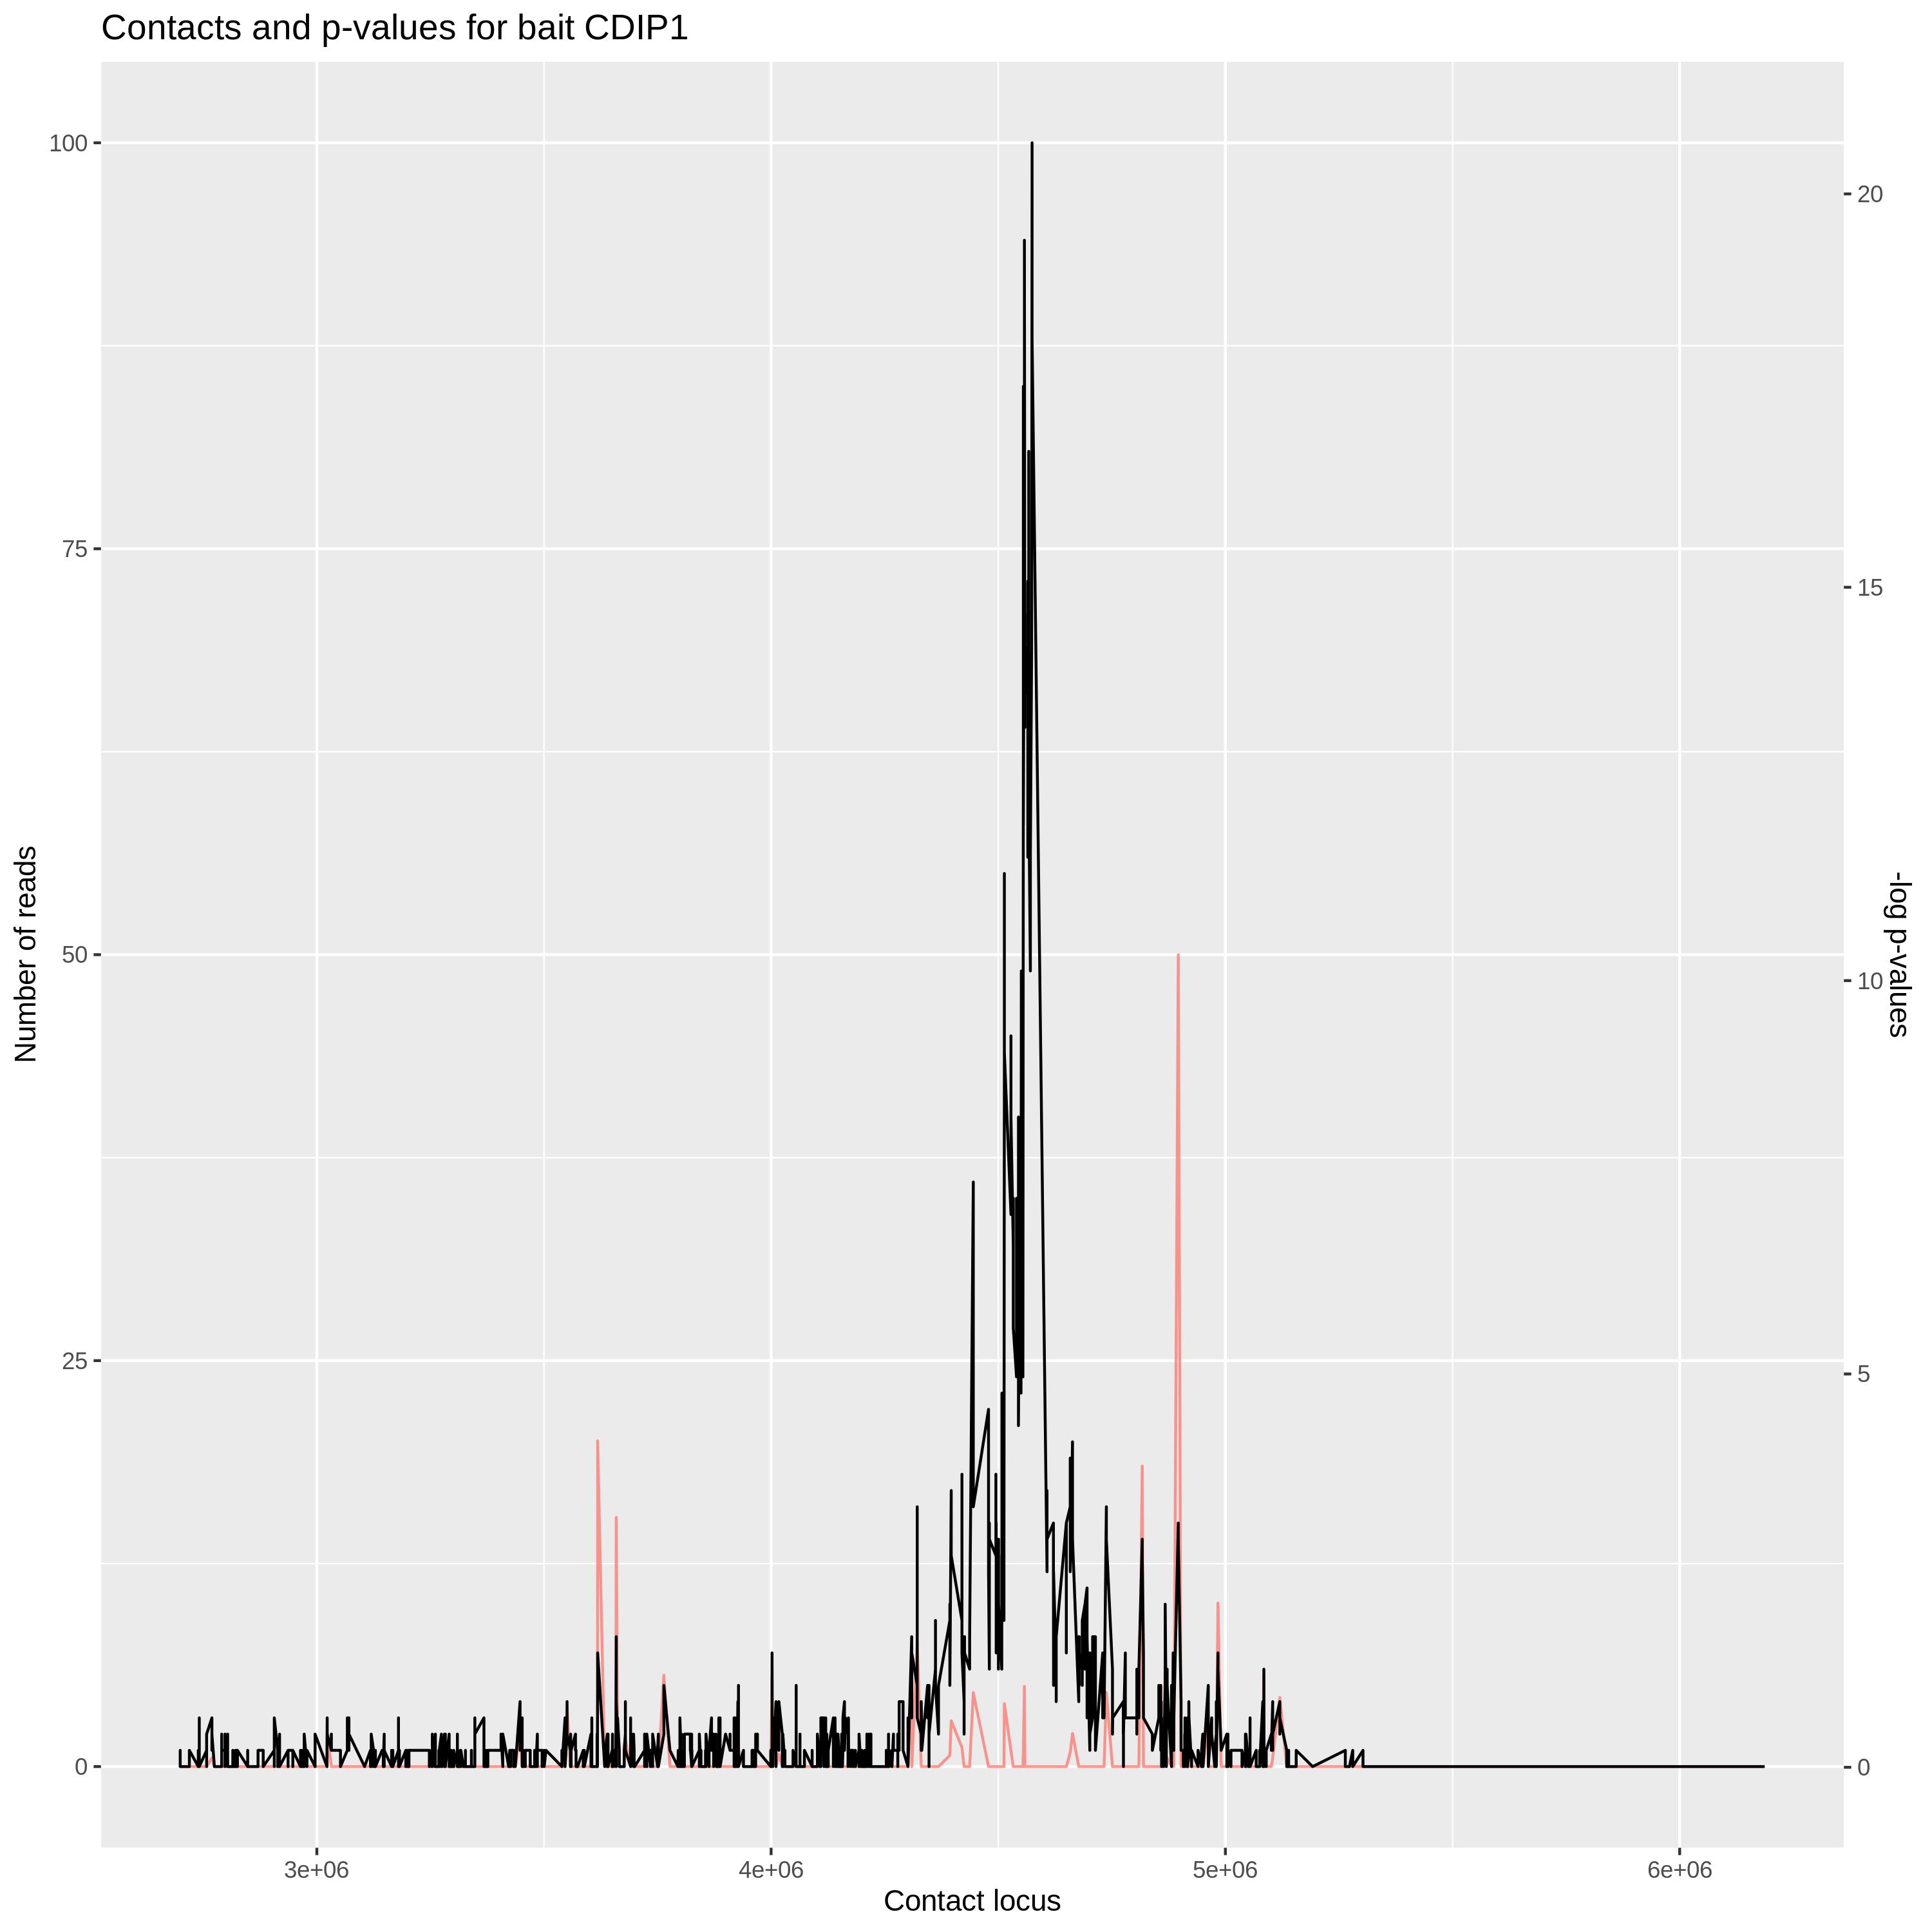 Contacts and p-values for bait CDIP1
100
75
50
25
0
Number of reads
20
15
10
5
0
-log p-values
3e+06
4e+06
5e+06
6e+06
Contact locus